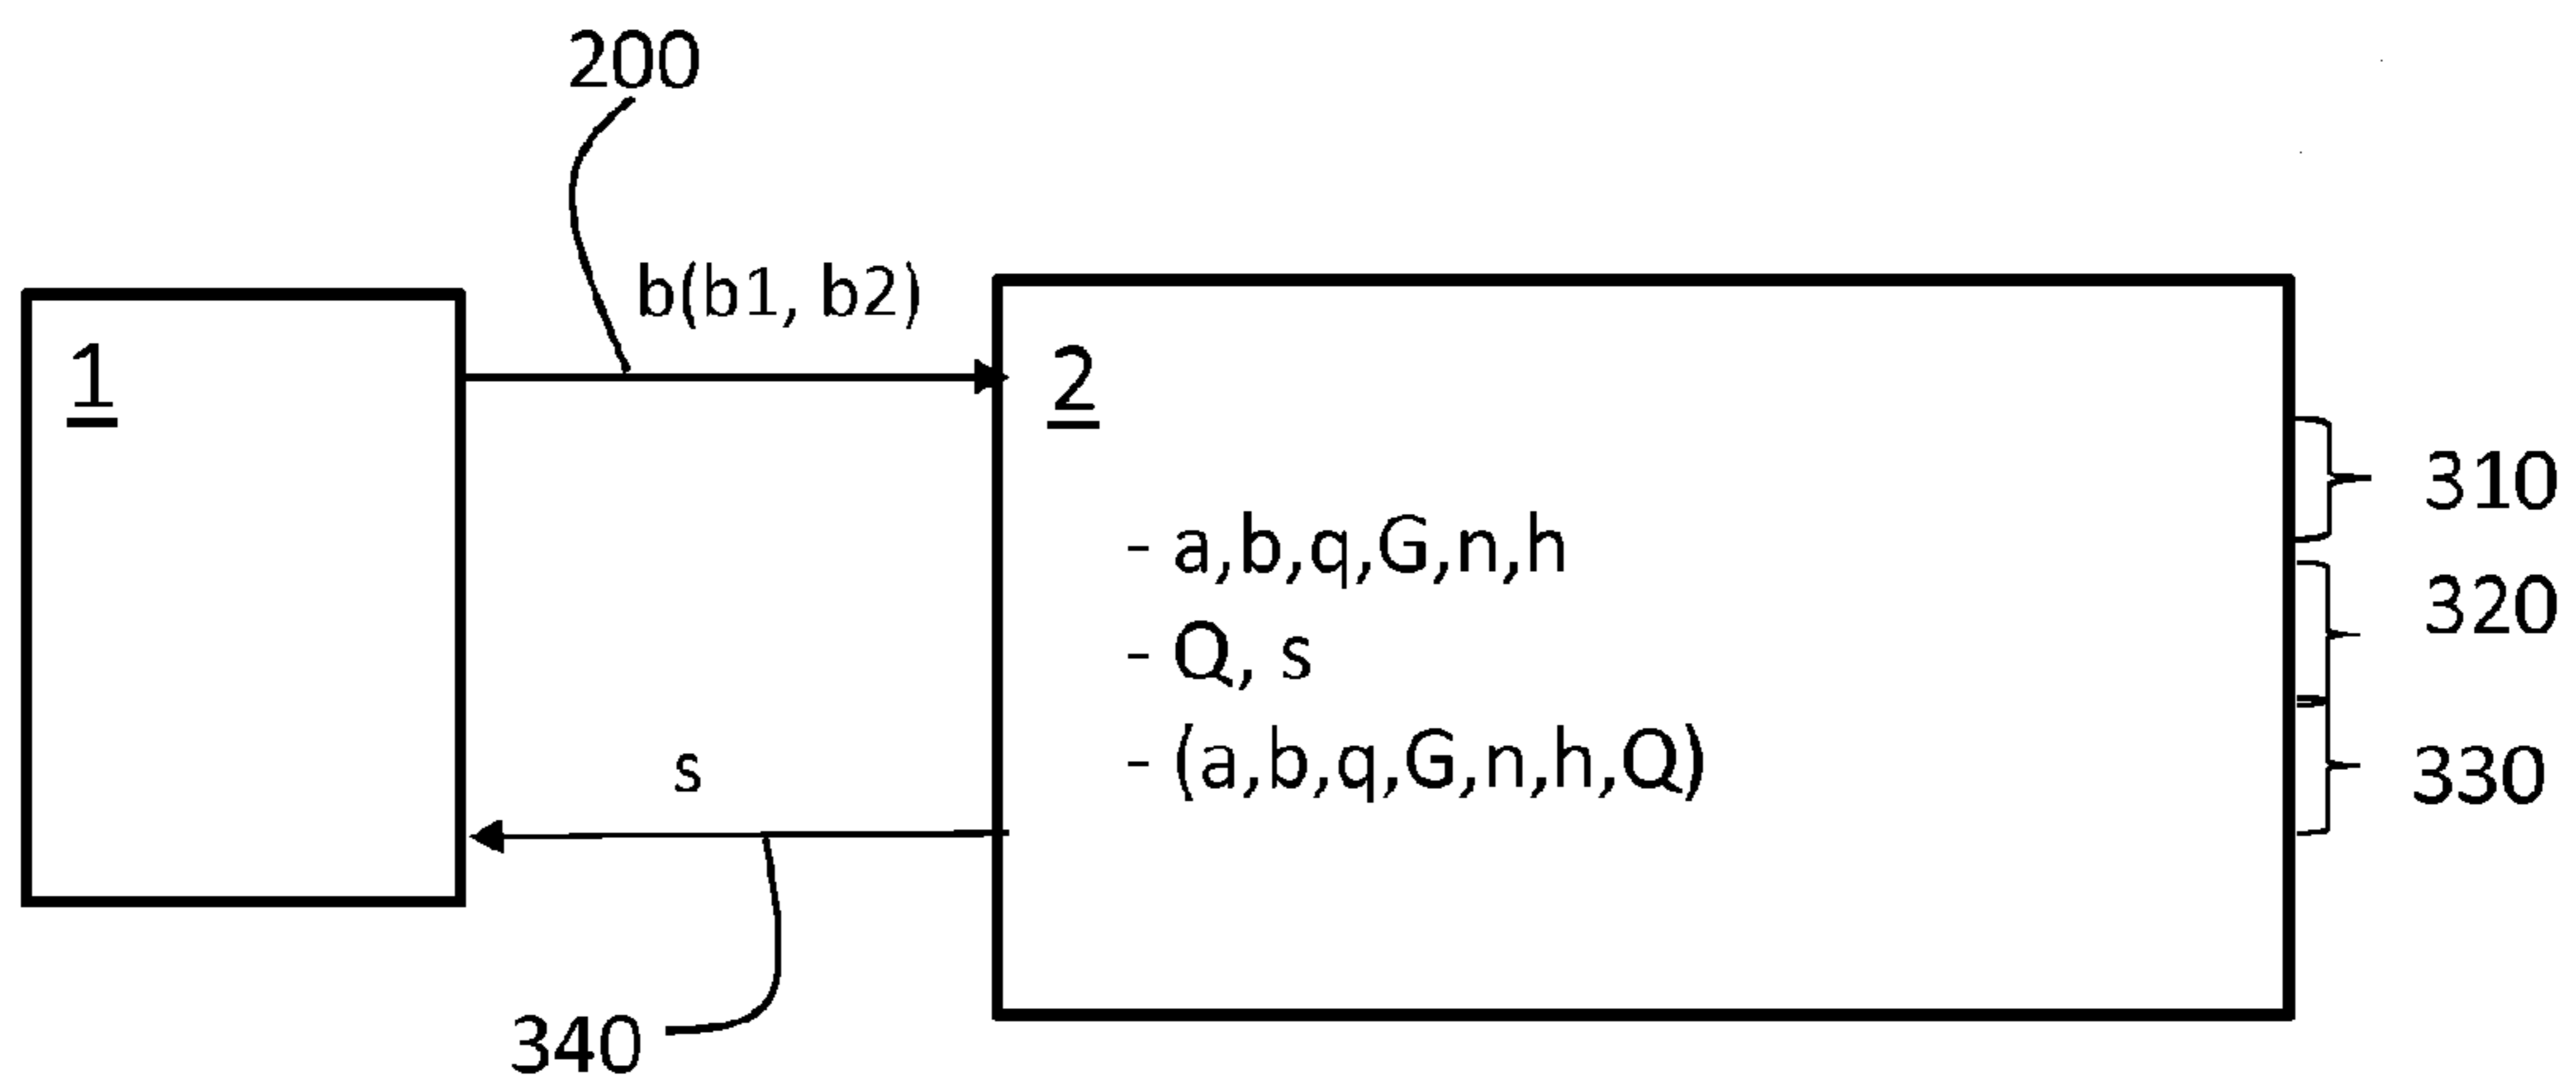 200
b(b1, b2)
1
2
310
- a,b,q,G,n,h
320
- Q, s
- (a,b,q,G,n,h,Q)
330
s
340